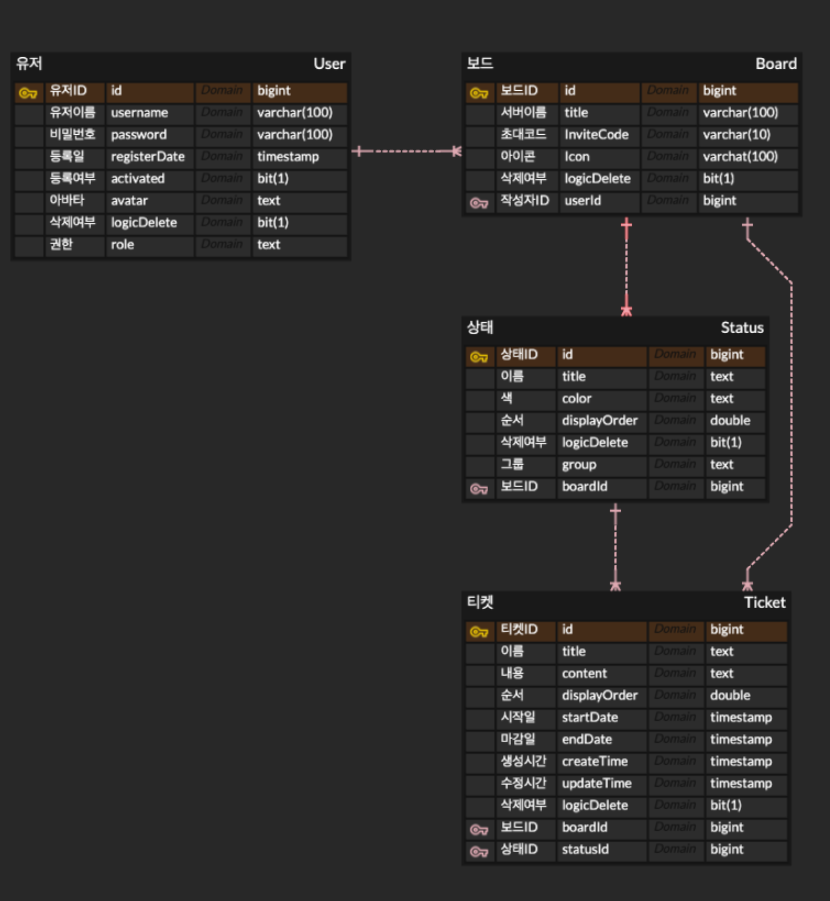 유저 User
유저ID id Domain bigint
유저이름 username Domain varchar(100)
비밀번호 password Domain varchar(100)
등록일 registerDate Domain timestamp
등록여부 activated Domain bit(1)
아바타 avatar Domain text
삭제여부 logicDelete Domain bit(1)
권한 role Domain text
보드 Board
보드ID id Domain bigint
서버이름 title Domain varchar(100)
초대코드 InviteCode Domain varchar(10)
아이콘 Icon Domain varchat(100)
삭제여부 logicDelete Domain bit(1)
작성자ID userId Domain bigint
상태 Status
상태ID id Domain bigint
이름 title Domain text
색 color Domain text
순서 displayOrder Domain double
삭제여부 logicDelete Domain bit(1)
그룹 group Domain text
보드ID boardId Domain bigint
티켓 Ticket
티켓ID id Domain bigint
이름 title Domain text
내용 content Domain text
순서 displayOrder Domain double
시작일 startDate Domain timestamp
마감일 endDate Domain timestamp
생성시간 createTime Domain timestamp
수정시간 updateTime Domain timestamp
삭제여부 logicDelete Domain bit(1)
보드ID boardId Domain bigint
상태ID statusId Domain bigint